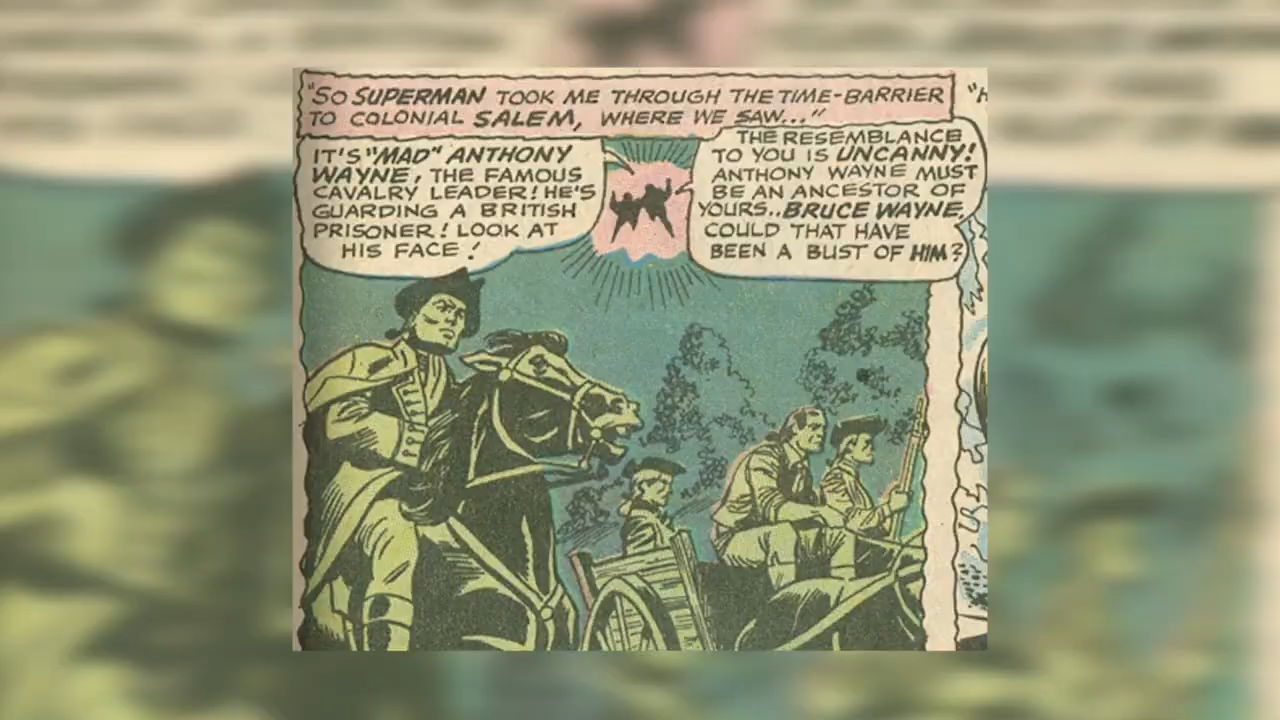 "SO SUPERMAN TOOK ME THROUGH THE TIME-BARRIER
TO COLONIAL SALEM, WHERE WE SAW..."
IT'S "MAD" ANTHONY
WAYNE, THE FAMOUS
CAVALRY LEADER! HE'S
GUARDING A BRITISH
PRISONER! LOOK AT
HIS FACE!
THE RESEMBLANCE
TO YOU IS UNCANNY!
ANTHONY WAYNE MUST
BE AN ANCESTOR OF
YOURS..BRUCE WAYNE,
COULD THAT HAVE
BEEN A BUST OF HIM?